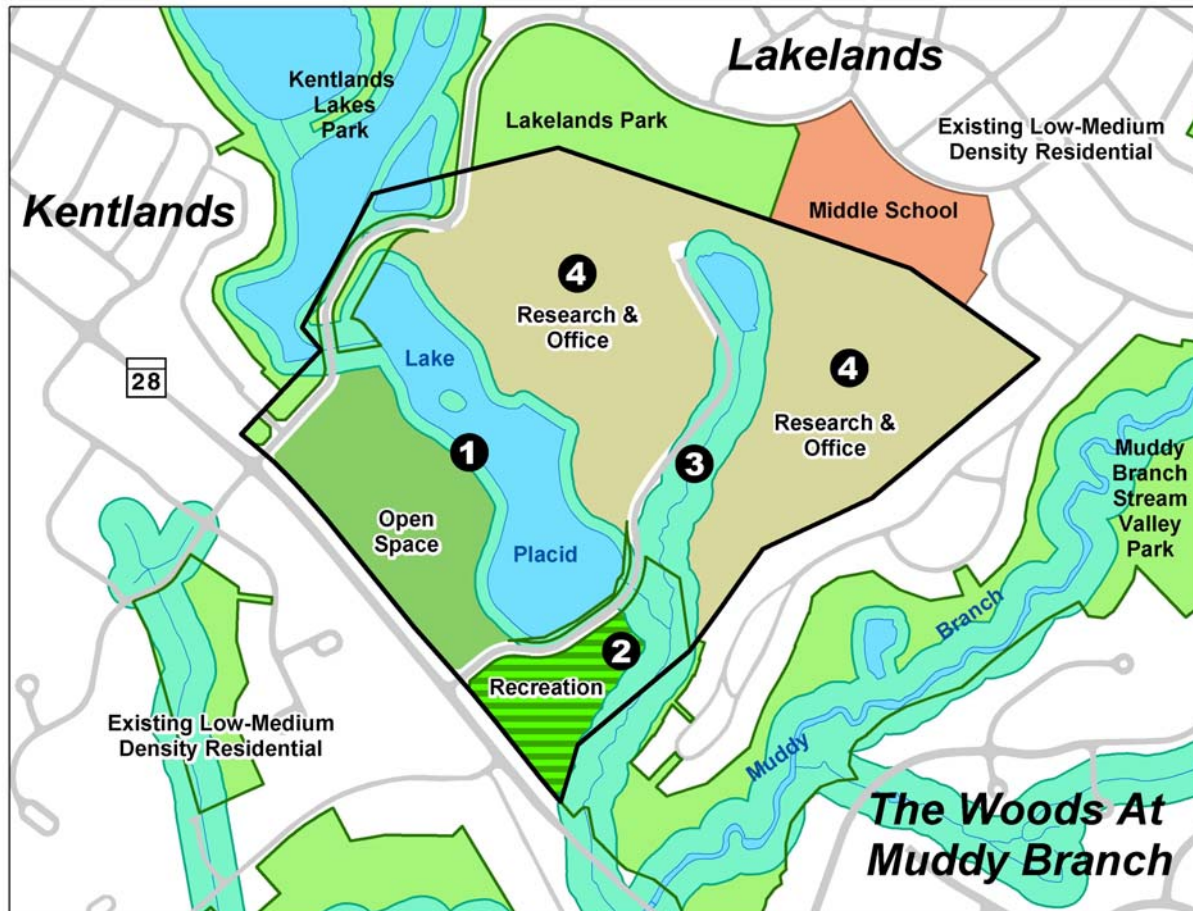 Lakelands
Kentlands
Lakes
Park
Lakelands Park
Existing Low-Medium
Density Residential
Kentlands
Middle School
4
Research &
Office
Lake
28
4
Research &
Office
1
3
Muddy
Branch
Stream
Valley
Park
Open
Space
Placid
Branch
2
Recreation
Existing Low-Medium
Density Residential
Muddy
The Woods At
Muddy Branch